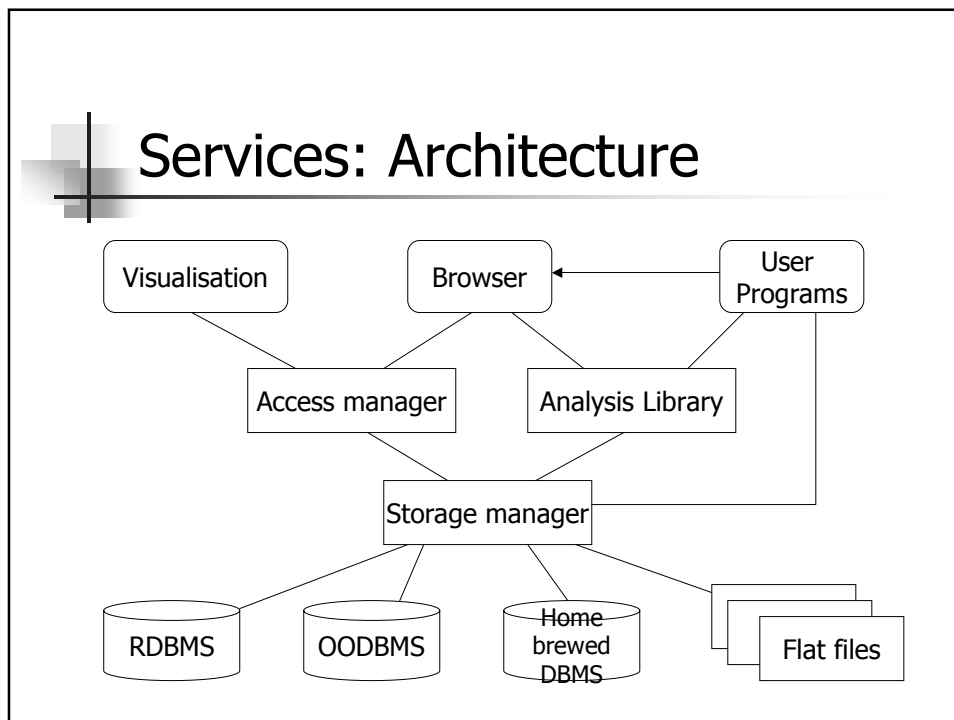 Services: Architecture
Visualisation
Browser
User
Programs
Access manager
Analysis Library
Storage manager
RDBMS
OODBMS
Home
brewed
DBMS
Flat files